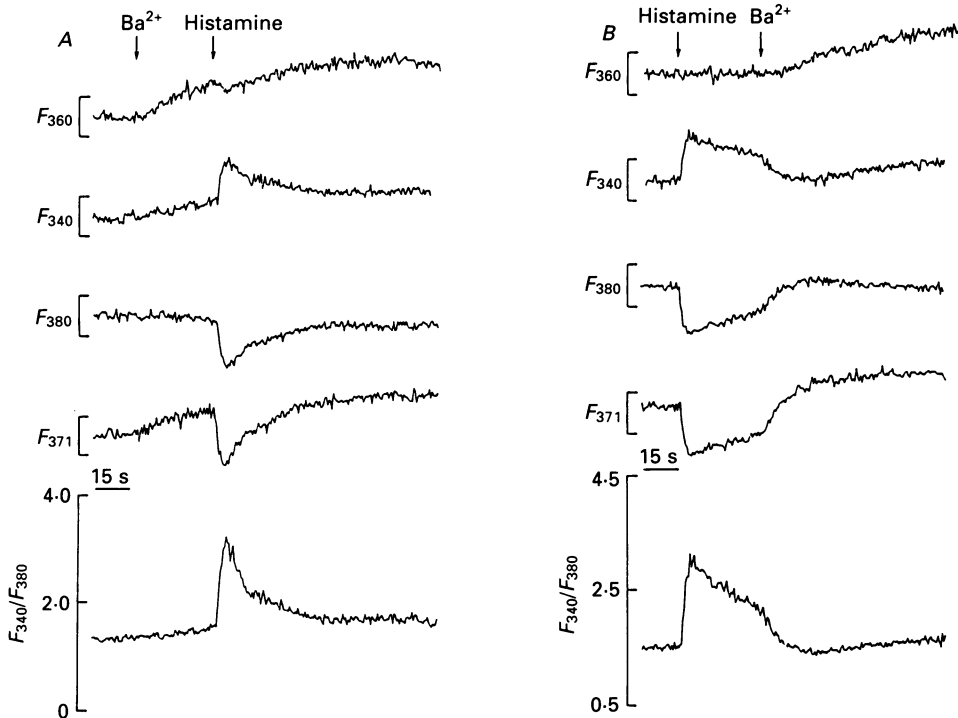 A
Ba²⁺ Histamine
F₃₆₀
F₃₄₀
F₃₈₀
F₃₇₁
15 s
4·0
2·0
0
F₃₄₀/F₃₈₀
B
Histamine Ba²⁺
F₃₆₀
F₃₄₀
F₃₈₀
F₃₇₁
15 s
4·5
2·5
0·5
F₃₄₀/F₃₈₀